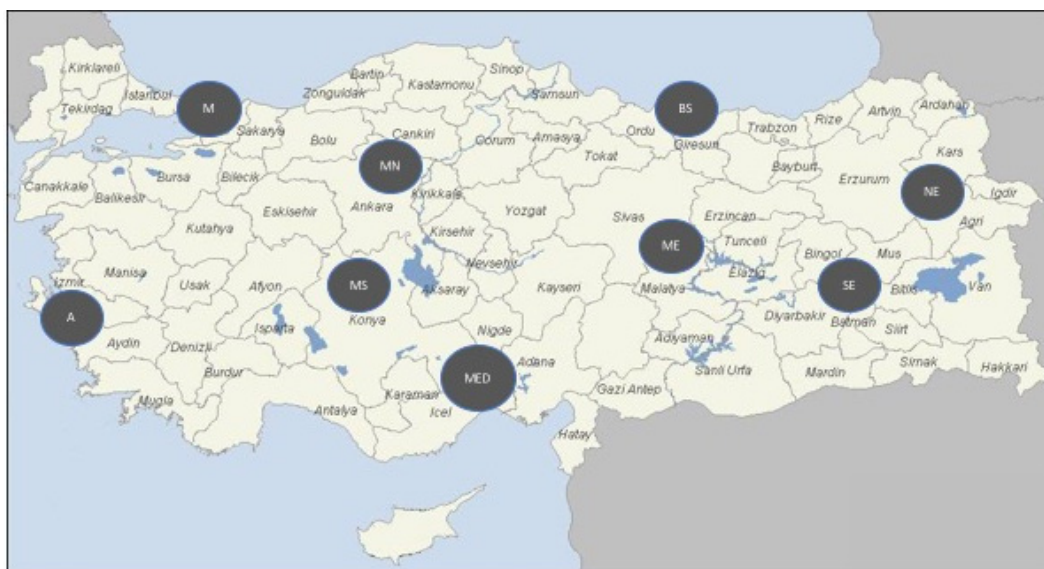 Kirklareli
Tekirdag
Istanbul
M
Sakarya
Zonguldak
Bartin
Kastamonu
Sinop
Samsun
BS
Ordu
Giresun
Trabzon
Rize
Artvin
Ardahan
Kars
Bolu
Cankiri
Corum
Amasya
Tokat
Bayburt
Erzurum
NE
Igdir
Agri
Canakkale
Balikesir
Bursa
Bilecik
MN
Ankara
Kirikkale
Eskisehir
Yozgat
Sivas
Erzincan
Kutahya
Kirsehir
ME
Tunceli
Bingol
Mus
Manisa
Usak
Afyon
MS
Nevsehir
Aksaray
Kayseri
Malatya
Elazig
SE
Bitlis
Van
Izmir
A
Aydin
Denizli
Isparta
Konya
Nigde
Adiyaman
Diyarbakir
Batman
Siirt
Burdur
MED
Adana
Mugla
Antalya
Karaman
Icel
Gazi Antep
Sanli Urfa
Mardin
Sirnak
Hakkari
Hatay